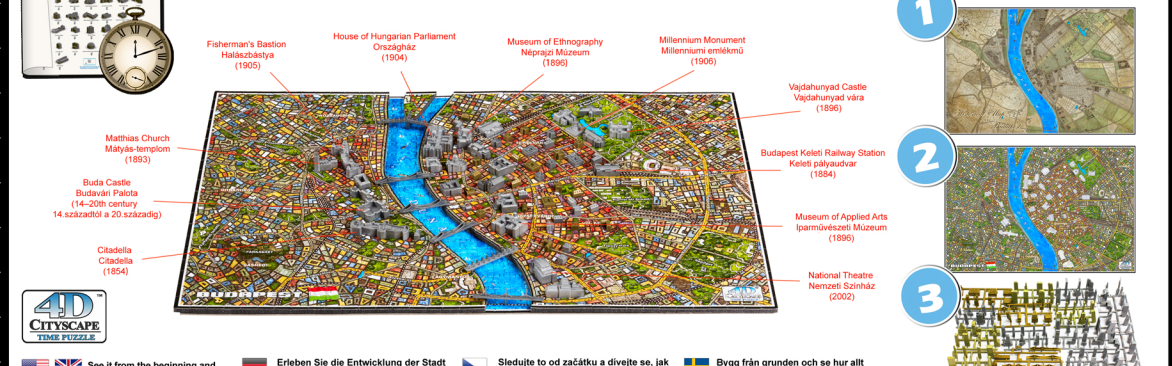 1
Fisherman's Bastion
Halászbástya
(1905)
House of Hungarian Parliament
Országház
(1904)
Museum of Ethnography
Néprajzi Múzeum
(1896)
Millennium Monument
Millenniumi emlékmű
(1906)
Vajdahunyad Castle
Vajdahunyad vára
(1896)
Matthias Church
Mátyás-templom
(1893)
Budapest Keleti Railway Station
Keleti pályaudvar
(1884)
2
Buda Castle
Budavári Palota
(14–20th century
14.századtól a 20.századig)
Museum of Applied Arts
Iparművészeti Múzeum
(1896)
Citadella
Citadella
(1854)
National Theatre
Nemzeti Színház
(2002)
BUDAPEST
3
4D
CITYSCAPE
TIME PUZZLE
See it from the beginning and
Erleben Sie die Entwicklung der Stadt
Sledujte to od začátku a divejte se, jak
Bygg från grunden och se hur allt